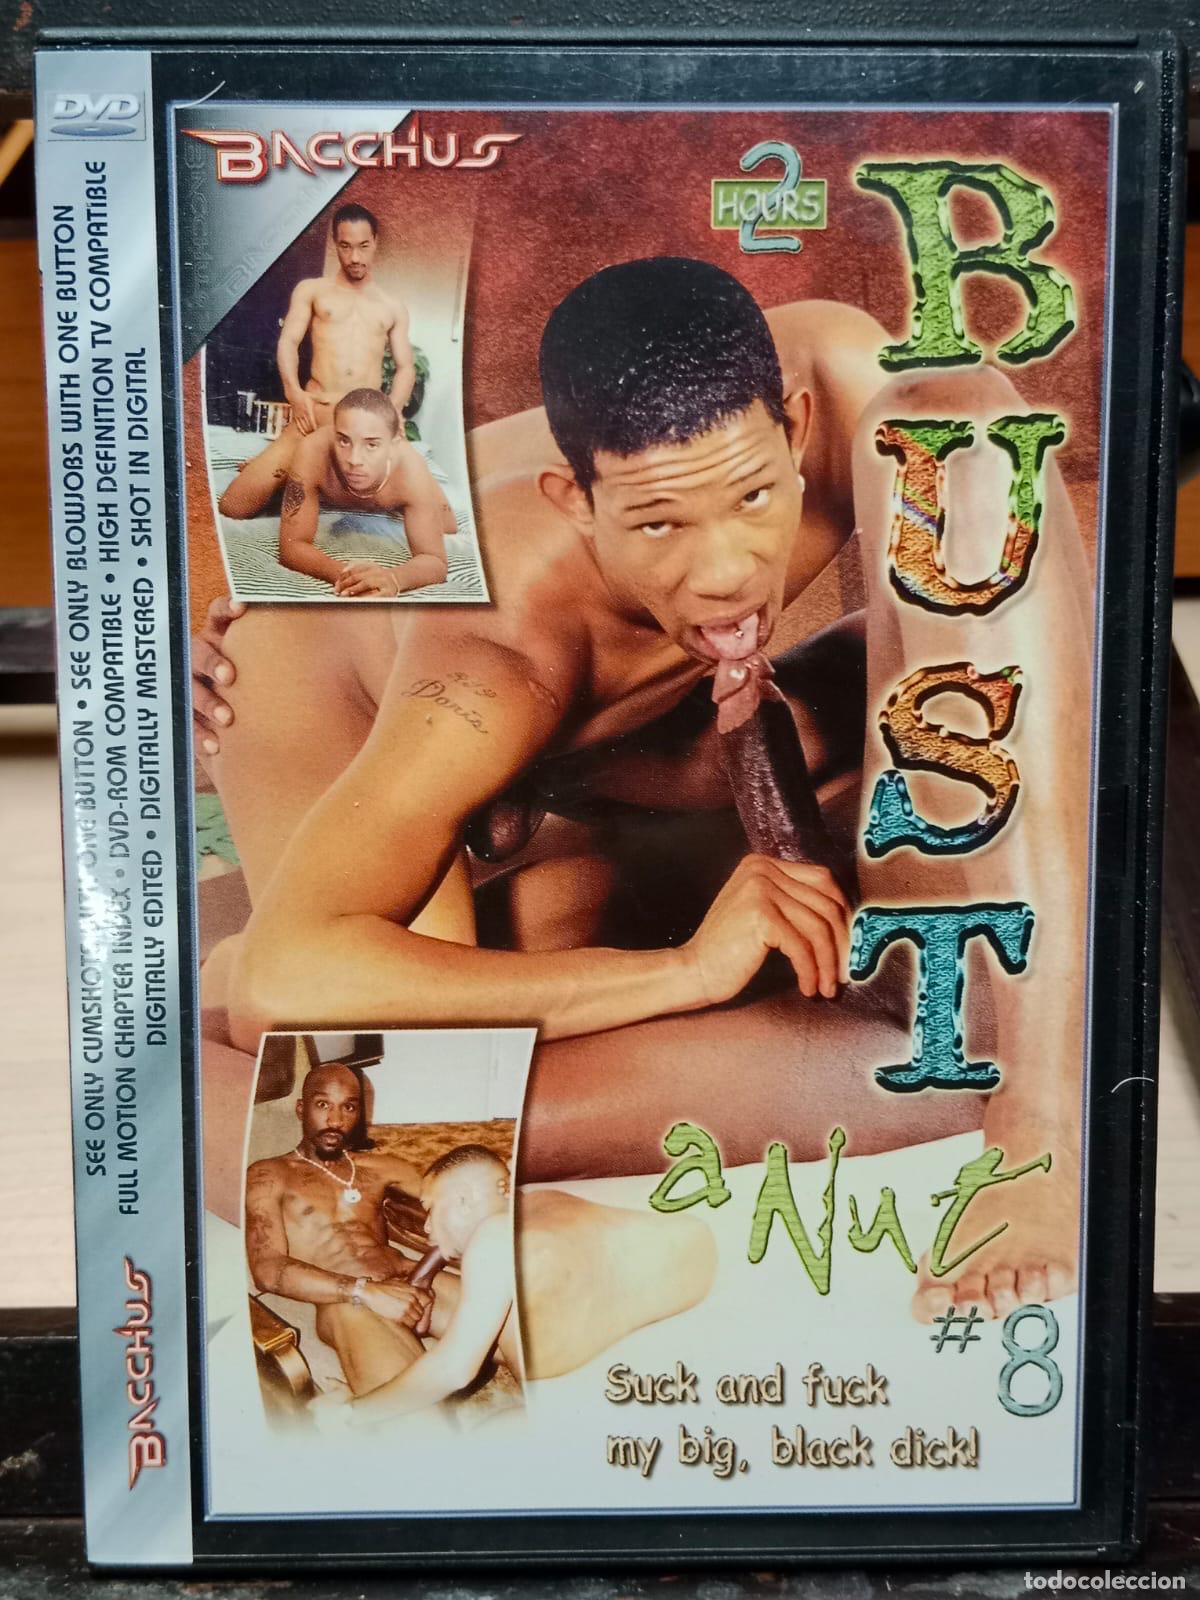 DVD
SEE ONLY CUMSHOTS WITH ONE BUTTON • SEE ONLY BLOWJOBS WITH ONE BUTTON
FULL MOTION CHAPTER INDEX • DVD-ROM COMPATIBLE • HIGH DEFINITION TV COMPATIBLE
DIGITALLY EDITED • DIGITALLY MASTERED • SHOT IN DIGITAL
BACCHUS
BACCHUS
2
HOURS
BUST
a Nut
#8
Dante
Suck and fuck
my big, black dick!
todocoleccion